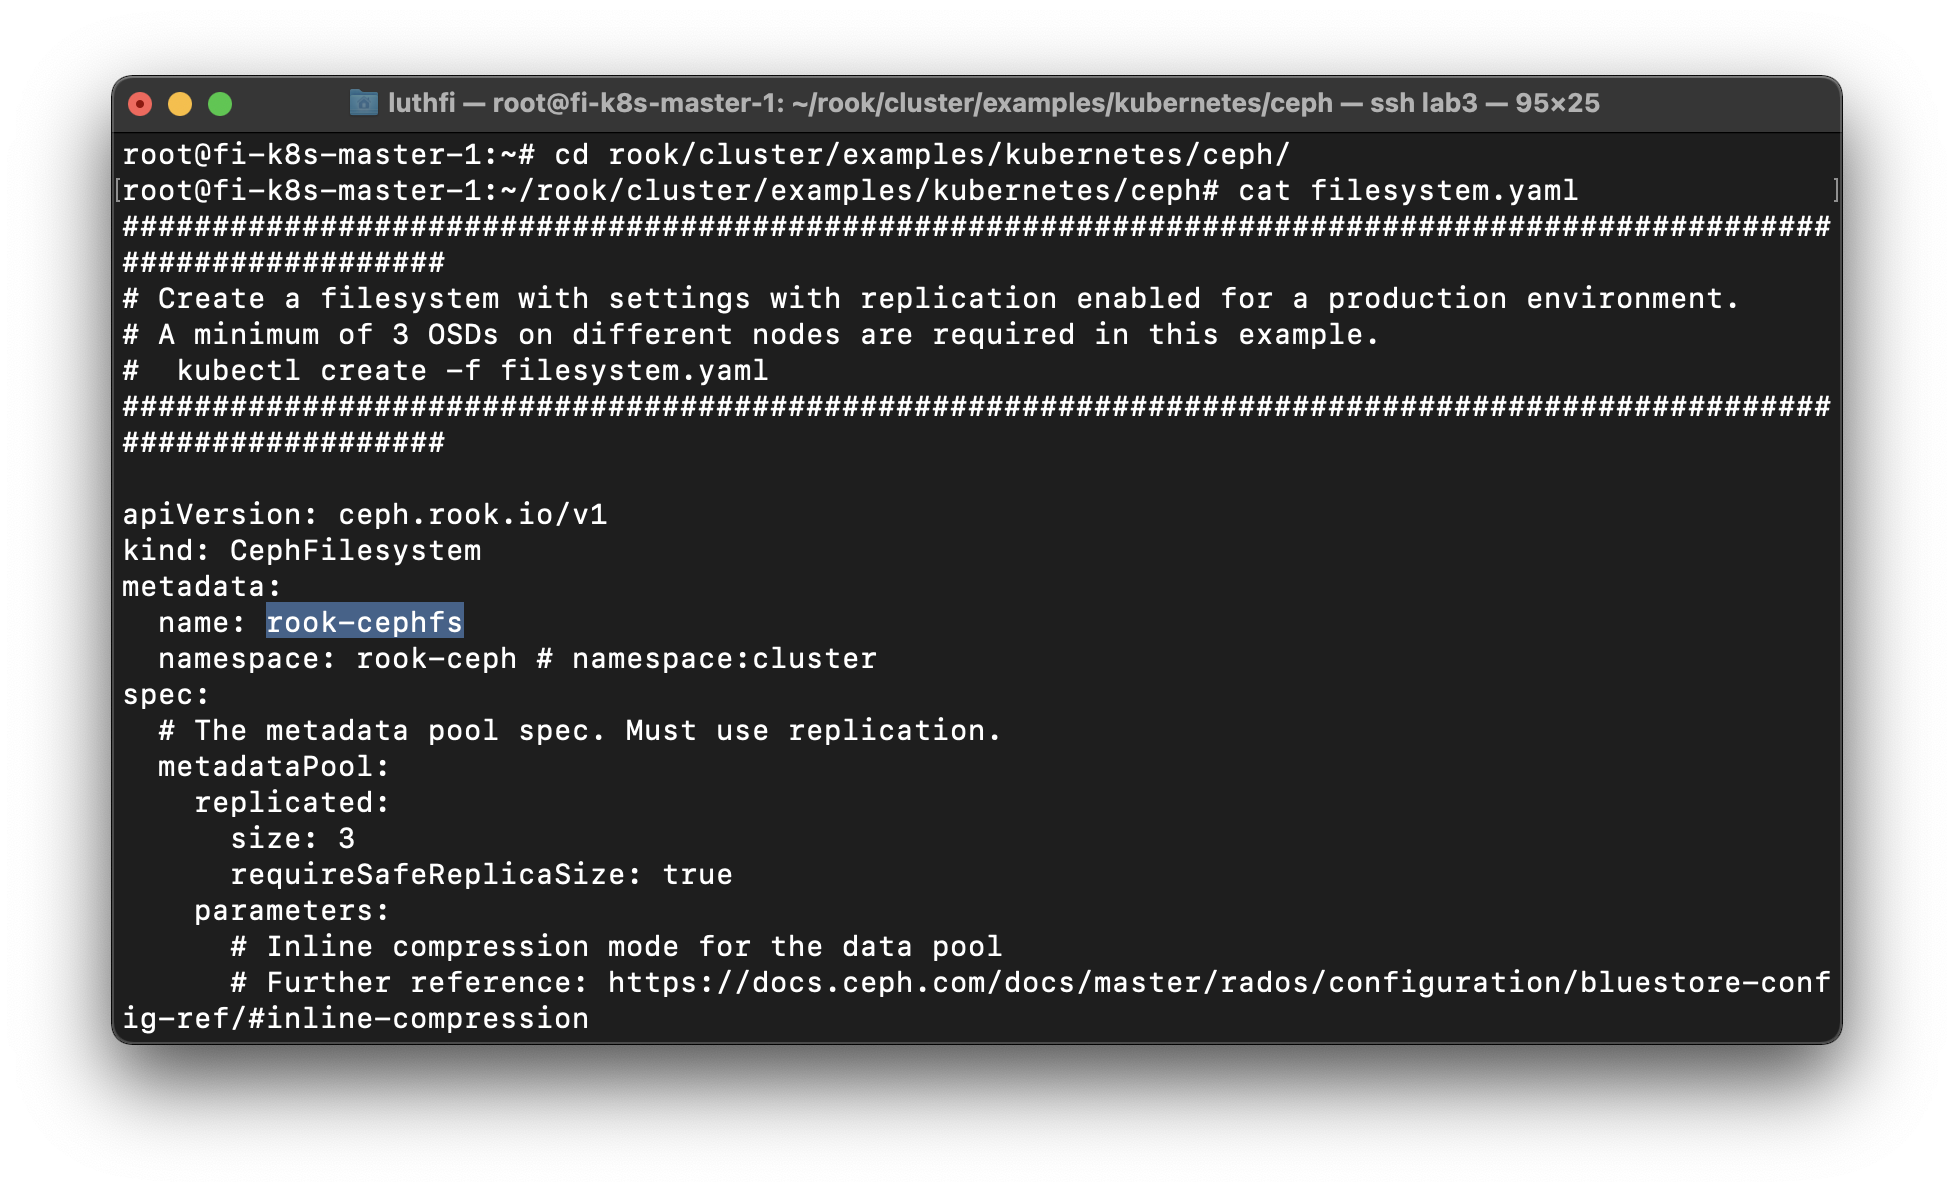 luthfi — root@fi-k8s-master-1: ~/rook/cluster/examples/kubernetes/ceph — ssh lab3 — 95×25
root@fi-k8s-master-1:~# cd rook/cluster/examples/kubernetes/ceph/
[root@fi-k8s-master-1:~/rook/cluster/examples/kubernetes/ceph# cat filesystem.yaml ]
###############################################################################################
##################
# Create a filesystem with settings with replication enabled for a production environment.
# A minimum of 3 OSDs on different nodes are required in this example.
#  kubectl create -f filesystem.yaml
###############################################################################################
##################

apiVersion: ceph.rook.io/v1
kind: CephFilesystem
metadata:
  name: rook-cephfs
  namespace: rook-ceph # namespace:cluster
spec:
  # The metadata pool spec. Must use replication.
  metadataPool:
    replicated:
      size: 3
      requireSafeReplicaSize: true
    parameters:
      # Inline compression mode for the data pool
      # Further reference: https://docs.ceph.com/docs/master/rados/configuration/bluestore-conf
ig-ref/#inline-compression